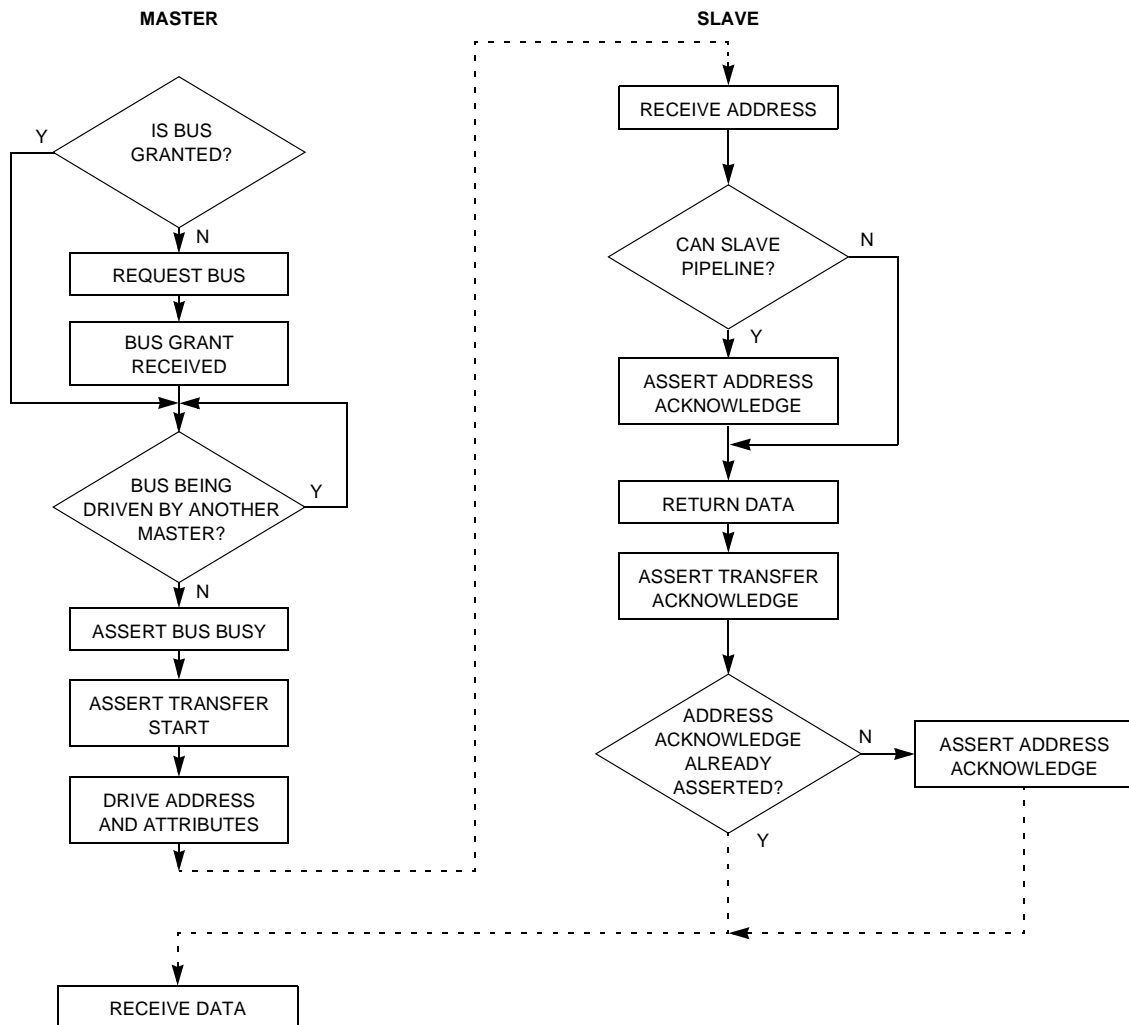 MASTER
IS BUS
GRANTED?
Y
N
REQUEST BUS
BUS GRANT
RECEIVED
BUS BEING
DRIVEN BY ANOTHER
MASTER?
Y
N
ASSERT BUS BUSY
ASSERT TRANSFER
START
DRIVE ADDRESS
AND ATTRIBUTES
SLAVE
RECEIVE ADDRESS
CAN SLAVE
PIPELINE?
N
Y
ASSERT ADDRESS
ACKNOWLEDGE
RETURN DATA
ASSERT TRANSFER
ACKNOWLEDGE
ADDRESS
ACKNOWLEDGE
ALREADY
ASSERTED?
N
ASSERT ADDRESS
ACKNOWLEDGE
Y
RECEIVE DATA